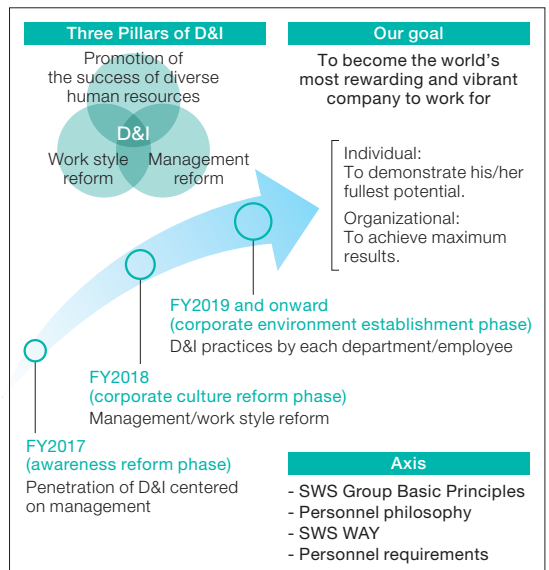 Three Pillars of D&I
Promotion of
the success of diverse
human resources
D&I
Work style
reform
Management
reform
Our goal
To become the world's
most rewarding and vibrant
company to work for
Individual:
To demonstrate his/her
fullest potential.
Organizational:
To achieve maximum
results.
FY2019 and onward
(corporate environment establishment phase)
D&I practices by each department/employee
FY2018
(corporate culture reform phase)
Management/work style reform
FY2017
(awareness reform phase)
Penetration of D&I centered
on management
Axis
- SWS Group Basic Principles
- Personnel philosophy
- SWS WAY
- Personnel requirements